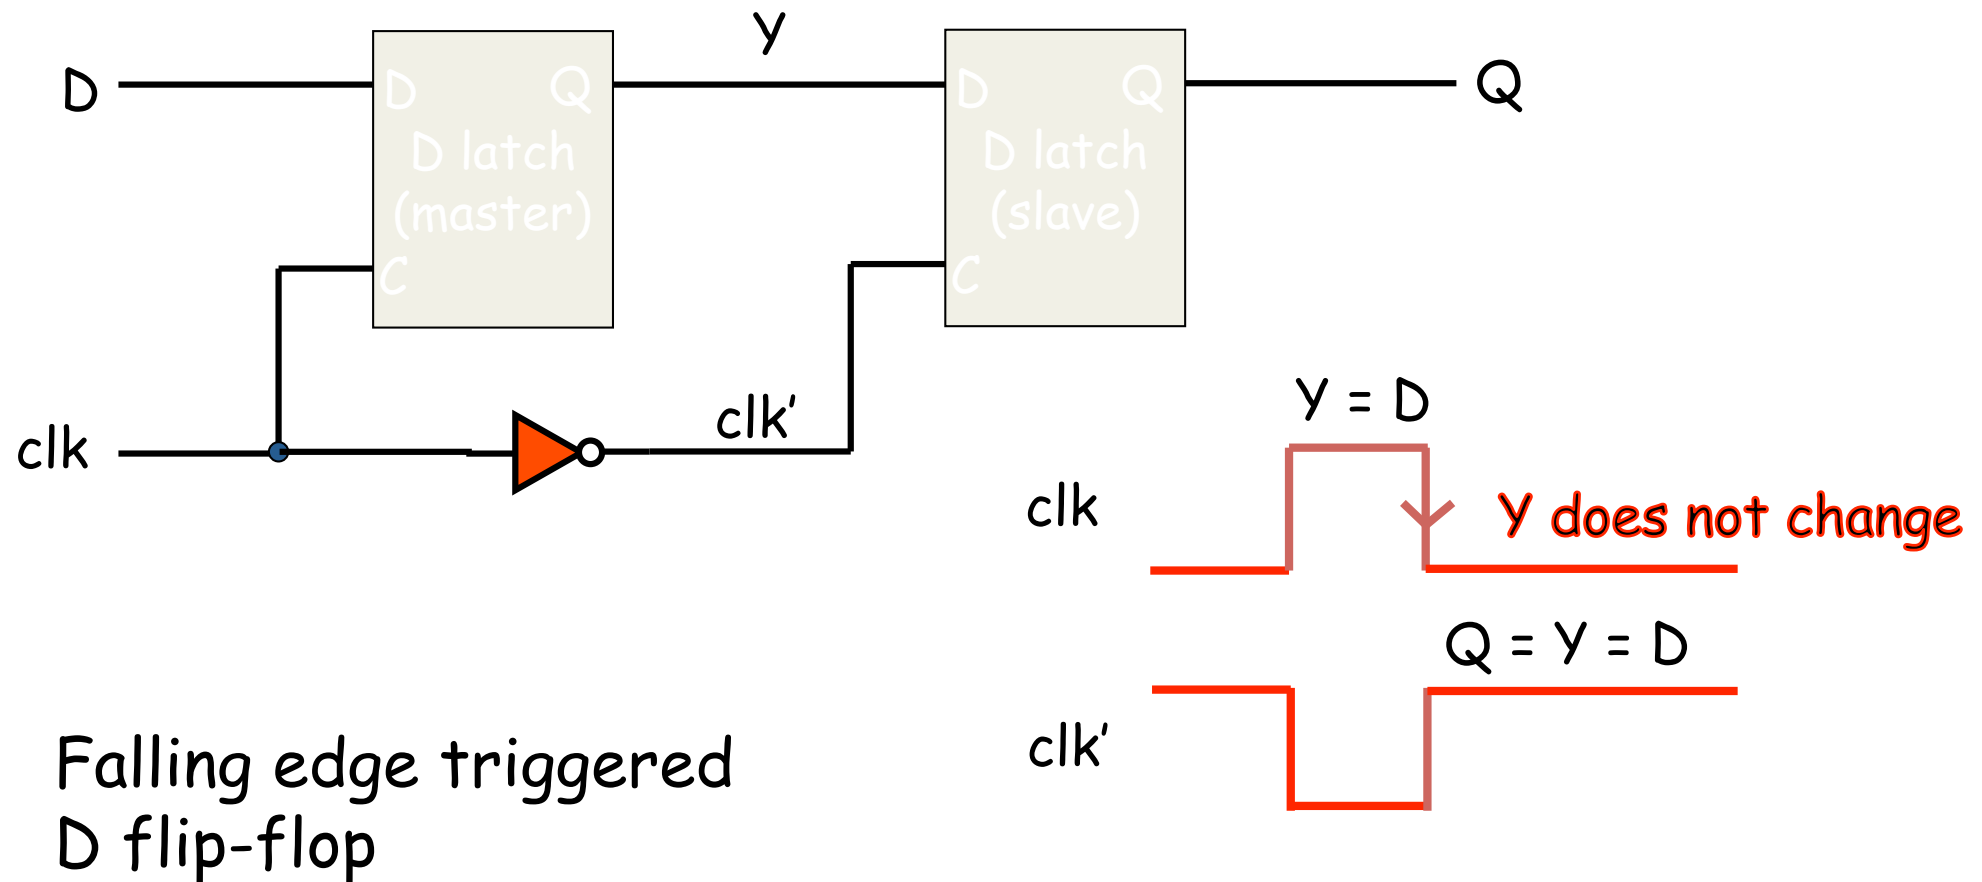 Y
D
D Q
D latch
(master)
C
D Q
D latch
(slave)
C
Q
clk
clk'
Y = D
clk
Y does not change
Q = Y = D
clk'
Falling edge triggered
D flip-flop